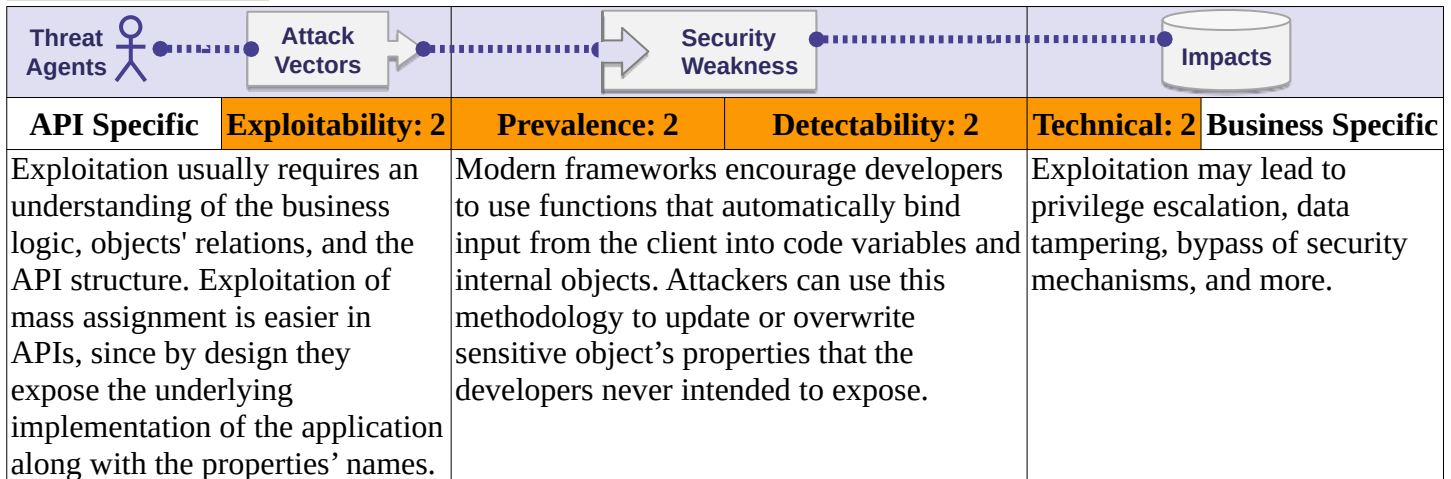 Threat Agents
Attack Vectors
Security Weakness
Impacts
API Specific
Exploitability: 2
Prevalence: 2
Detectability: 2
Technical: 2
Business Specific
Exploitation usually requires an
understanding of the business
logic, objects' relations, and the
API structure. Exploitation of
mass assignment is easier in
APIs, since by design they
expose the underlying
implementation of the application
along with the properties’ names.
Modern frameworks encourage developers
to use functions that automatically bind
input from the client into code variables and
internal objects. Attackers can use this
methodology to update or overwrite
sensitive object’s properties that the
developers never intended to expose.
Exploitation may lead to
privilege escalation, data
tampering, bypass of security
mechanisms, and more.